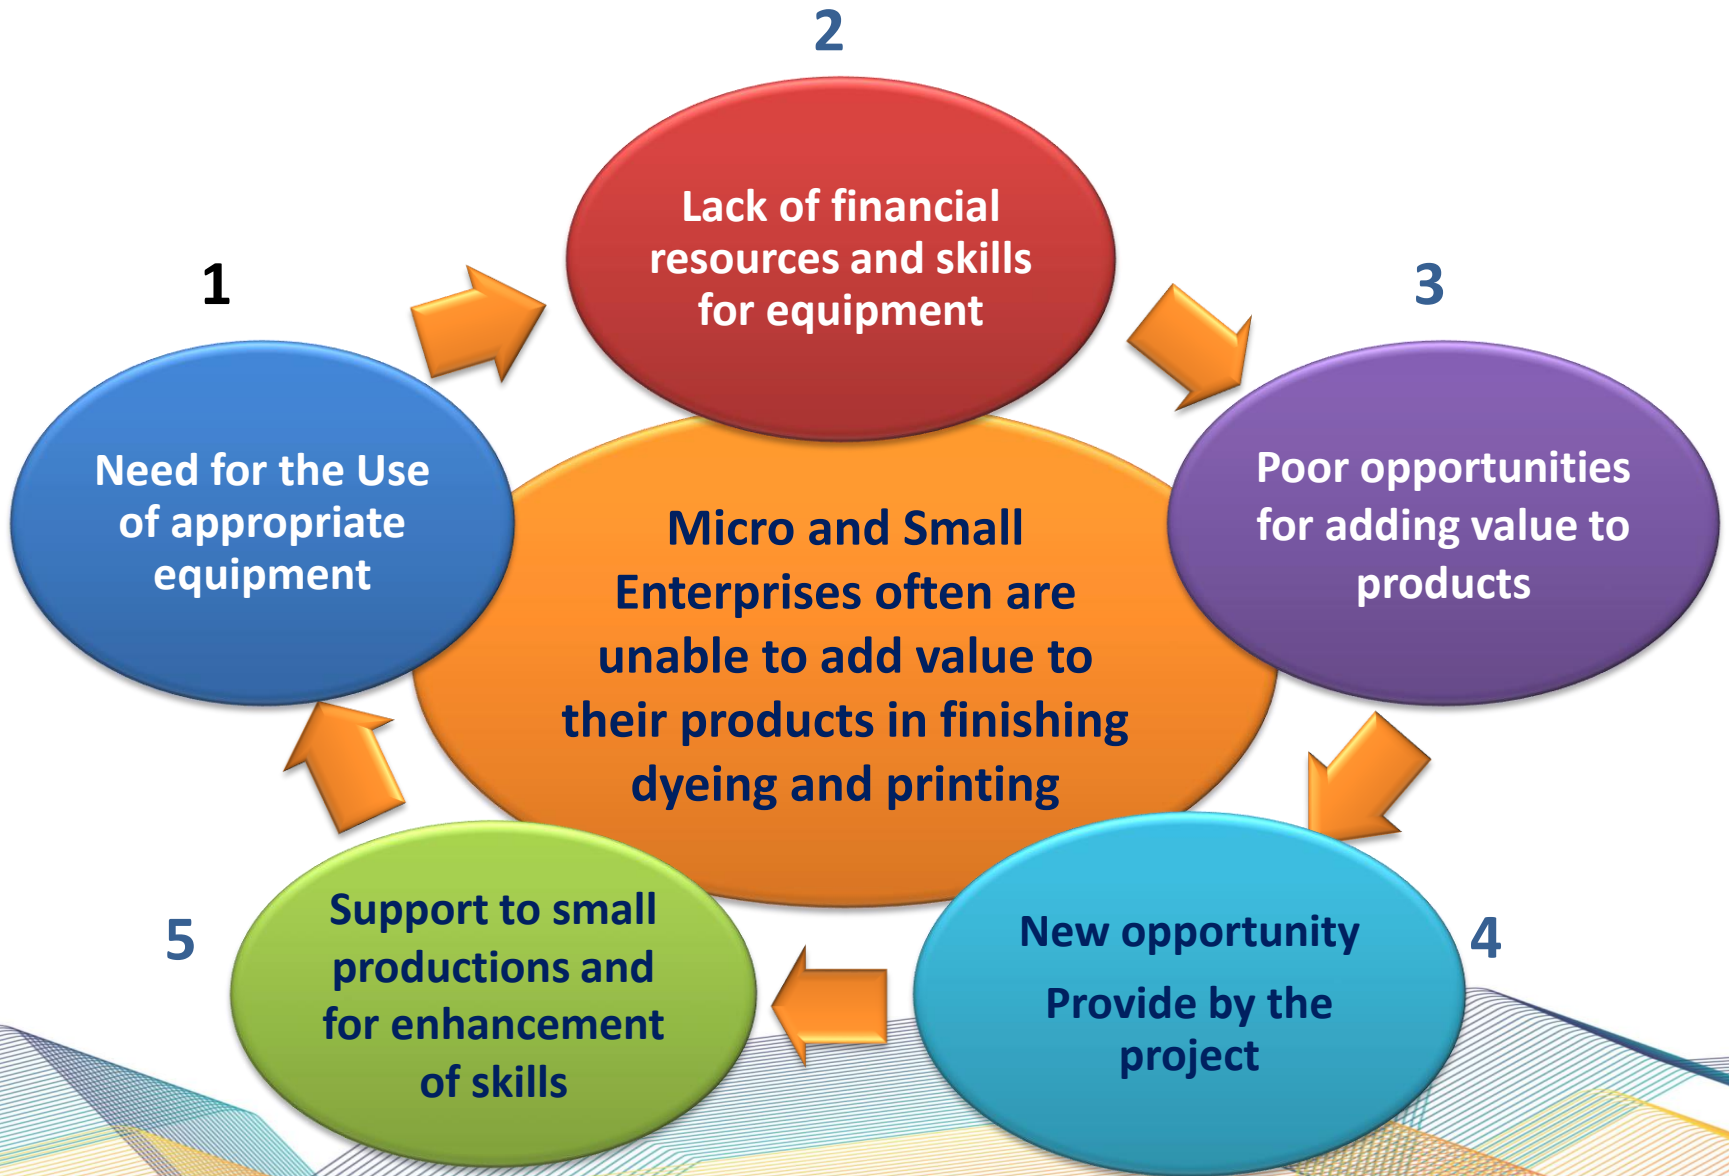 1
Need for the Use
of appropriate
equipment
2
Lack of financial
resources and skills
for equipment
3
Poor opportunities
for adding value to
products
Micro and Small
Enterprises often are
unable to add value to
their products in finishing
dyeing and printing
4
New opportunity
Provide by the
project
5
Support to small
productions and
for enhancement
of skills